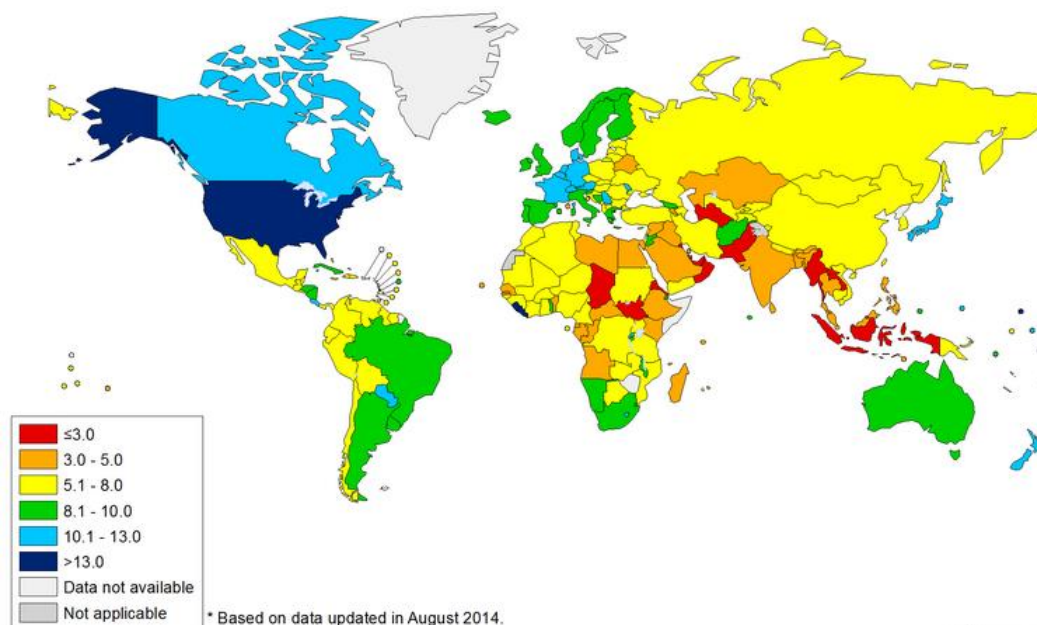 ≤3.0
3.0 - 5.0
5.1 - 8.0
8.1 - 10.0
10.1 - 13.0
>13.0
Data not available
Not applicable
* Based on data updated in August 2014.